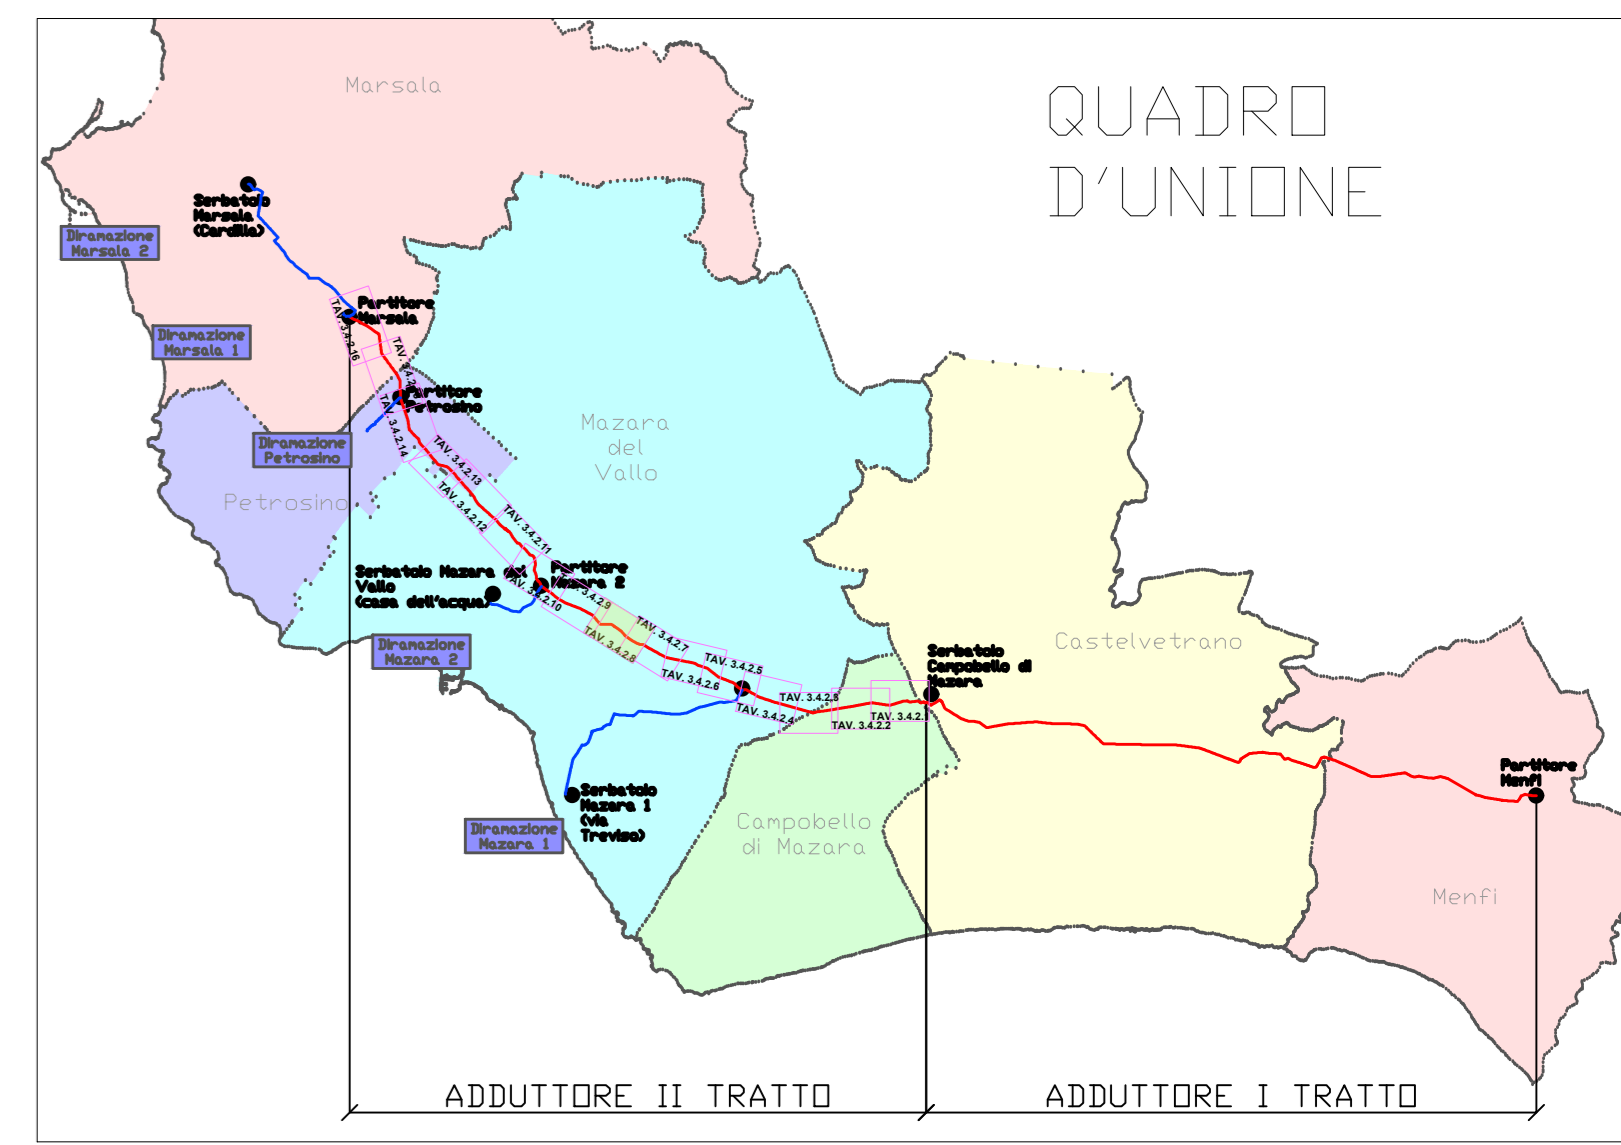 QUADRO
D'UNIONE
Marsala
Serbatoio
Marsala
(Cardilla)
Diramazione
Marsala 2
Partitore
Marsala
TAV. 3.4.2.16
Diramazione
Marsala 1
Partitore
Petrosino
TAV. 3.4.2.14
Diramazione
Petrosino
Petrosino
Mazara
del
Vallo
TAV. 3.4.2.13
TAV. 3.4.2.12
TAV. 3.4.2.11
Serbatoio Mazara del
Vallo
(casa dell'acqua)
Partitore
Mazara 2
TAV. 3.4.2.10
TAV. 3.4.2.9
TAV. 3.4.2.8
TAV. 3.4.2.7
TAV. 3.4.2.6
TAV. 3.4.2.5
TAV. 3.4.2.4
TAV. 3.4.2.3
TAV. 3.4.2.2
TAV. 3.4.2.1
Diramazione
Mazara 2
Serbatoio
Campobello di
Mazara
Castelvetrano
Partitore
Menfi
Serbatoio
Mazara 1
(via
Treviso)
Diramazione
Mazara 1
Campobello
di Mazara
Menfi
ADDUTTORE II TRATTO
ADDUTTORE I TRATTO